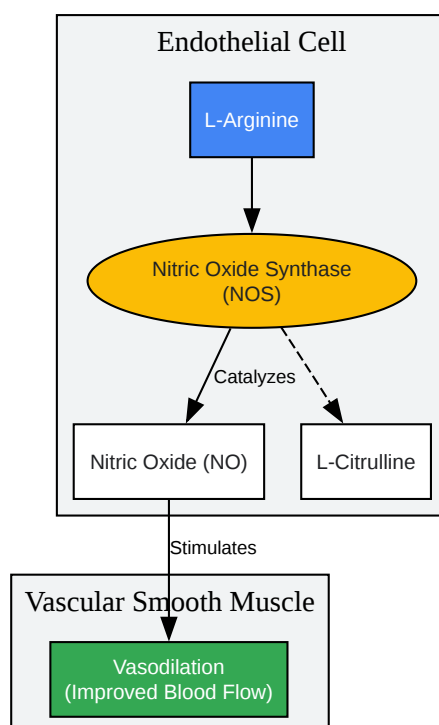 Endothelial Cell
L-Arginine
Nitric Oxide Synthase
(NOS)
Catalyzes
Nitric Oxide (NO)
L-Citrulline
Stimulates
Vascular Smooth Muscle
Vasodilation
(Improved Blood Flow)